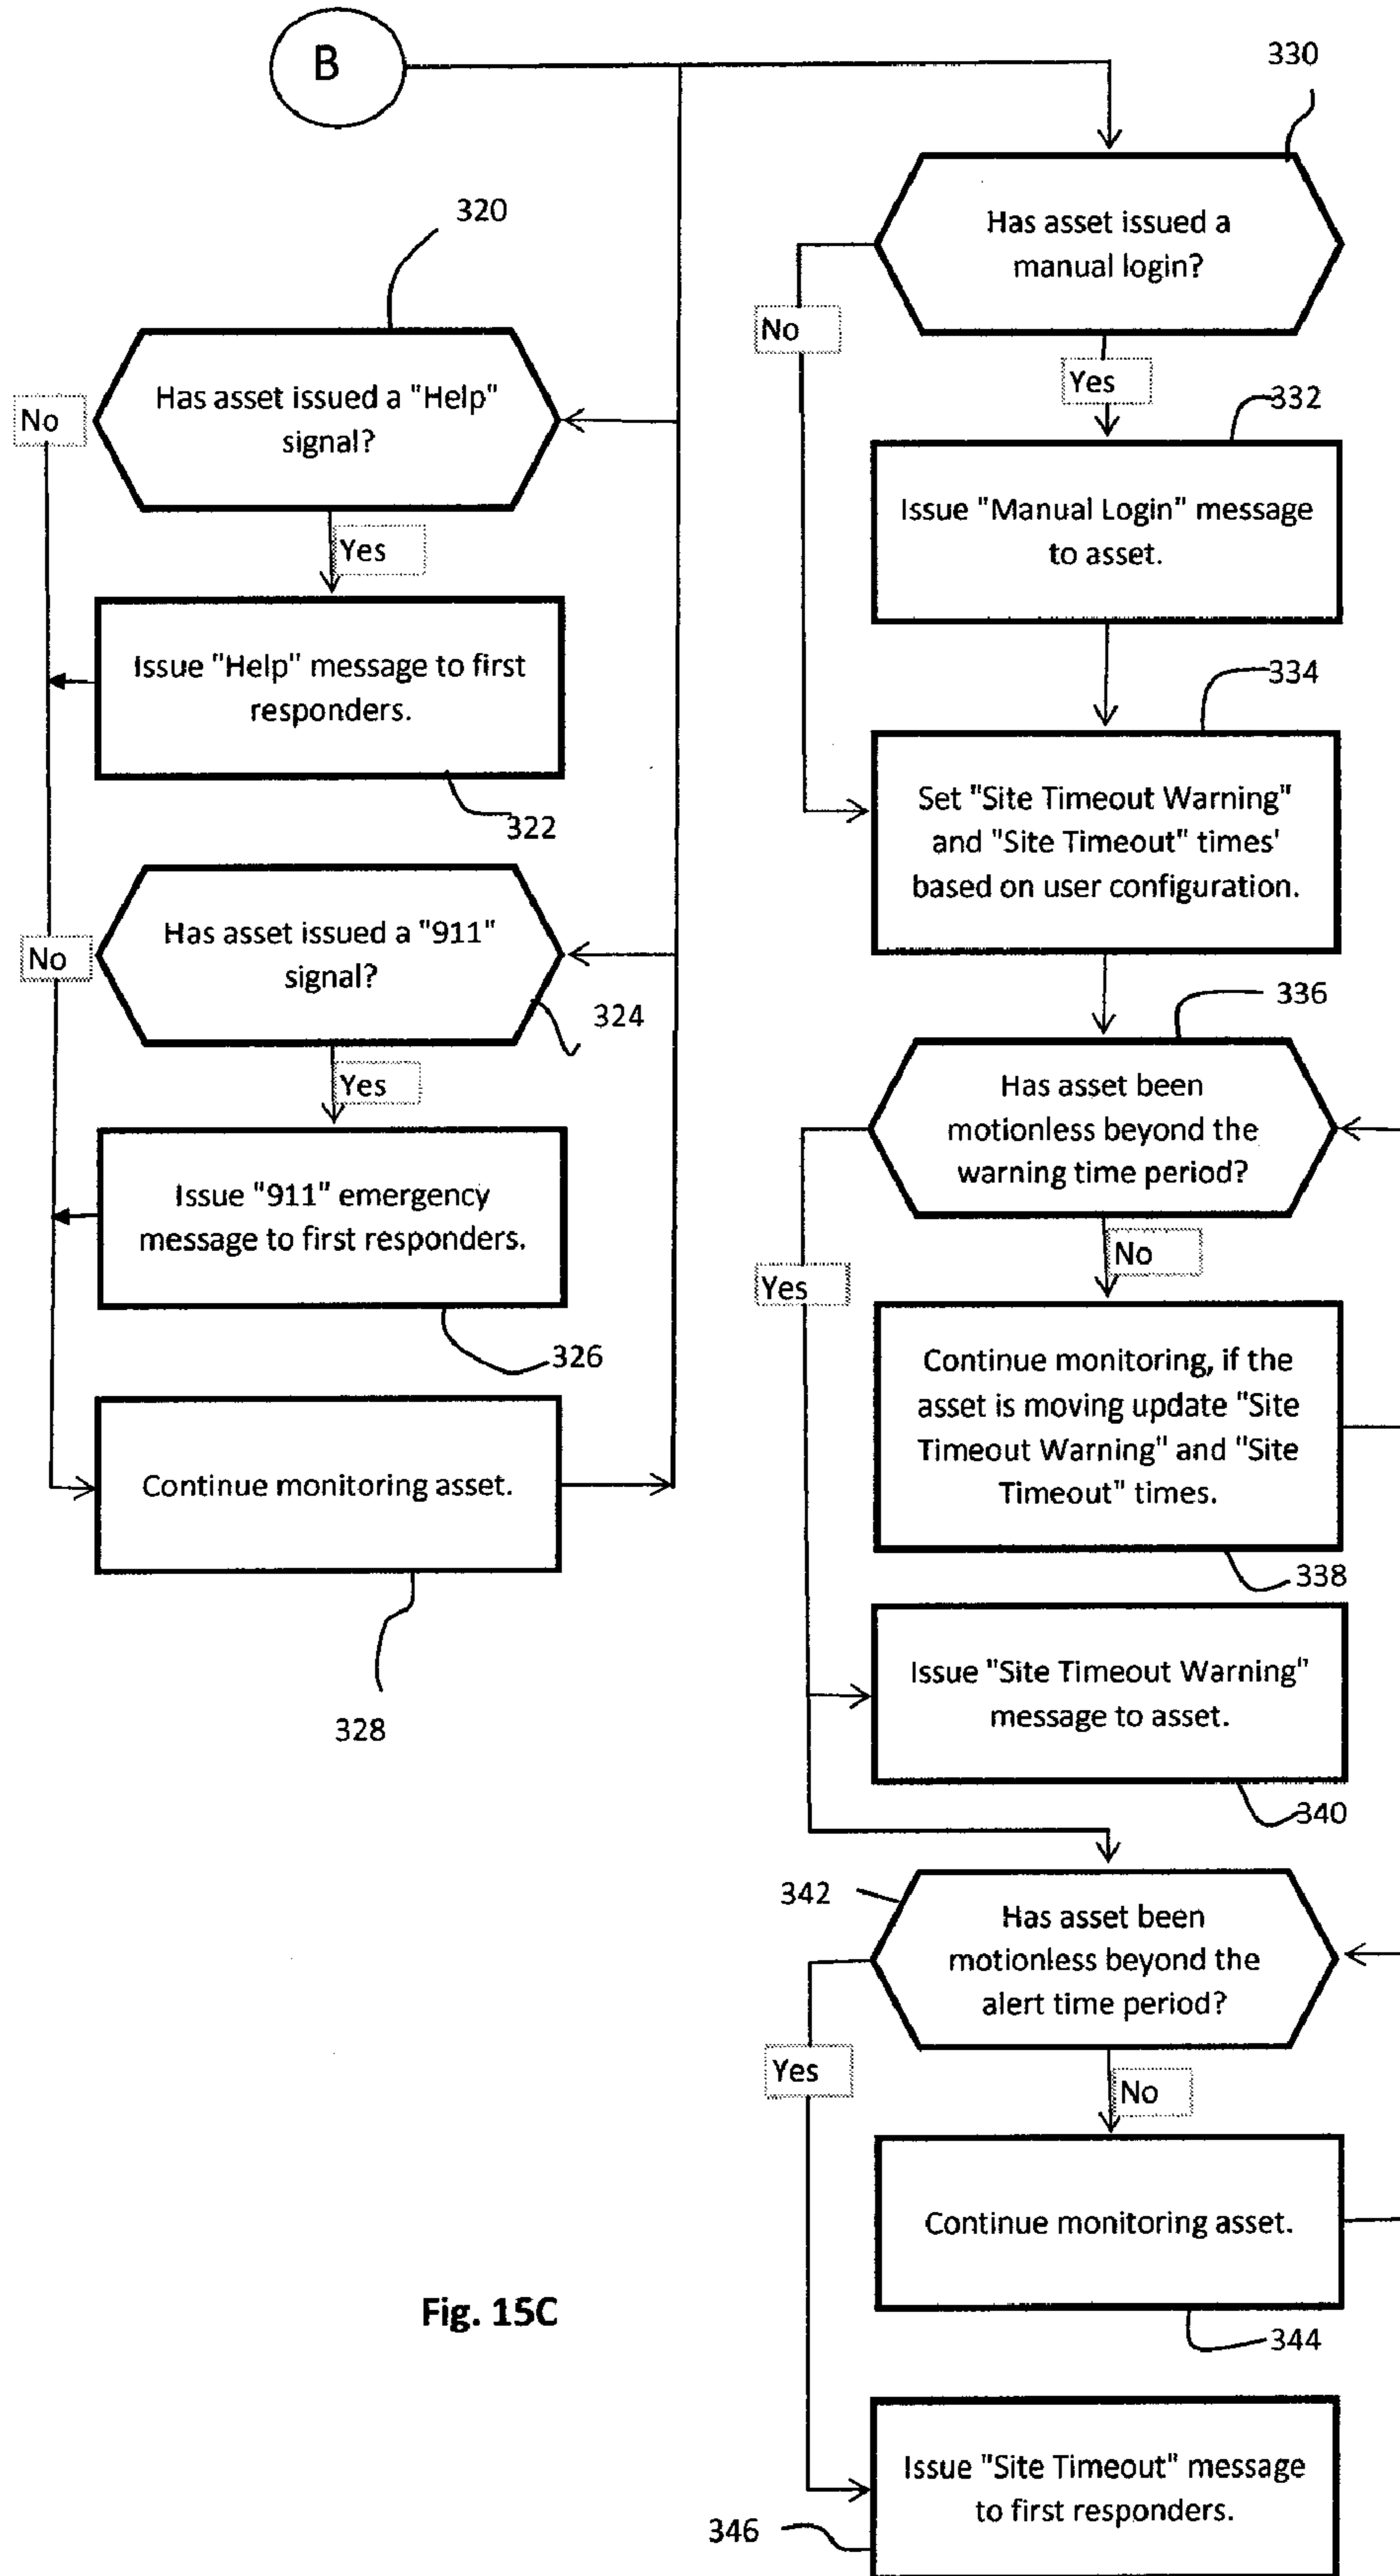 B
320
Has asset issued a "Help"
signal?
No
Yes
Issue "Help" message to first
responders.
322
Has asset issued a "911"
signal?
No
324
Yes
Issue "911" emergency
message to first responders.
326
Continue monitoring asset.
328
330
Has asset issued a
manual login?
No
Yes
332
Issue "Manual Login" message
to asset.
334
Set "Site Timeout Warning"
and "Site Timeout" times'
based on user configuration.
336
Has asset been
motionless beyond the
warning time period?
No
Yes
Continue monitoring, if the
asset is moving update "Site
Timeout Warning" and "Site
Timeout" times.
338
Issue "Site Timeout Warning"
message to asset.
340
342
Has asset been
motionless beyond the
alert time period?
Yes
No
Continue monitoring asset.
344
Issue "Site Timeout" message
to first responders.
346
Fig. 15C